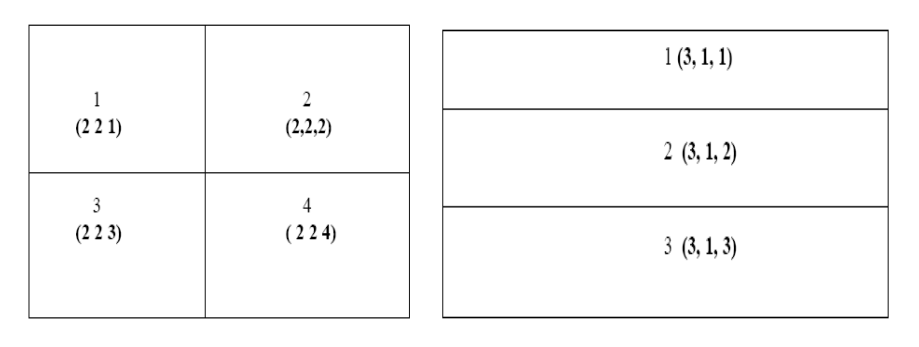 1
(2 2 1)
2
(2,2,2)
3
(2 2 3)
4
( 2 2 4)
1 (3, 1, 1)
2 (3, 1, 2)
3 (3, 1, 3)